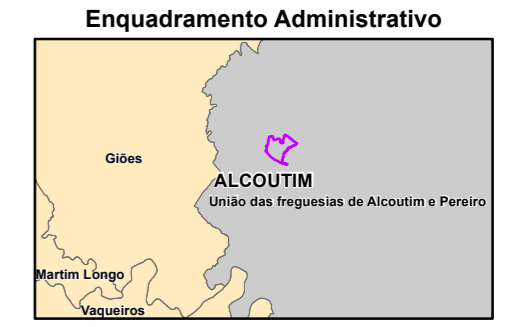 Enquadramento Administrativo
Giões
ALCOUTIM
União das freguesias de Alcoutim e Pereiro
Martim Longo
Vaqueiros